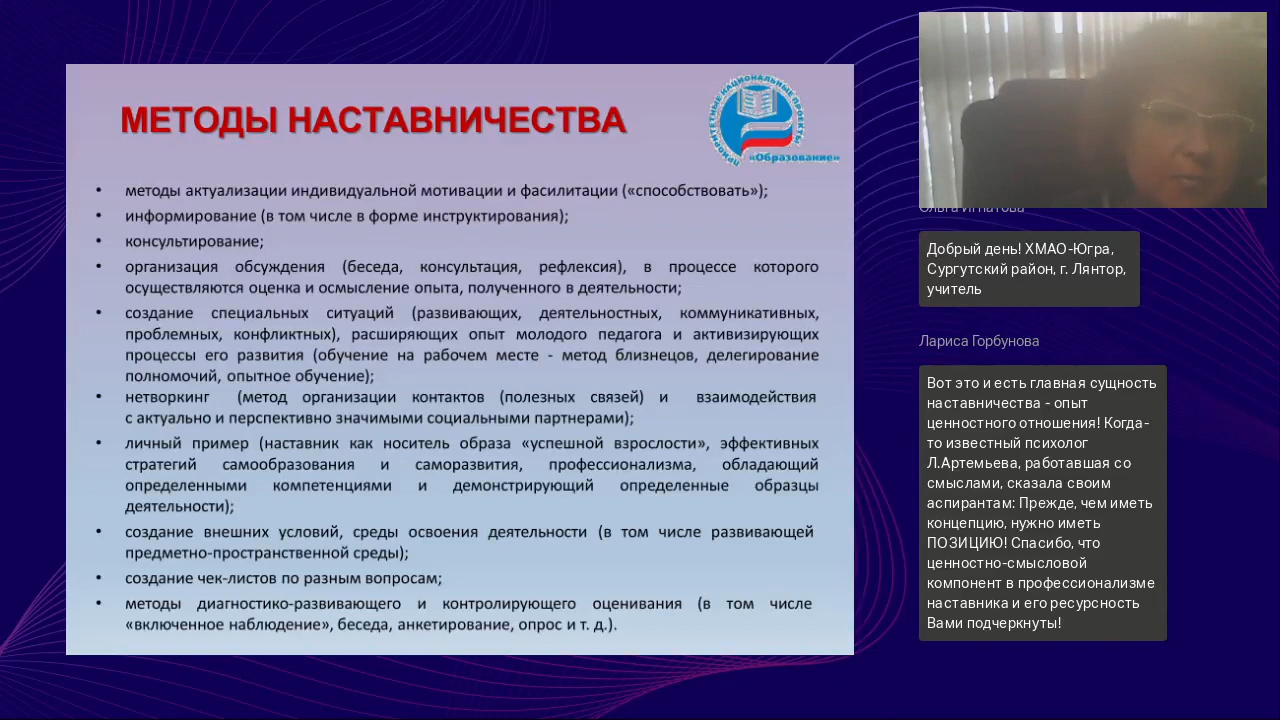 МЕТОДЫ НАСТАВНИЧЕСТВА
ПРИОРИТЕТНЫЕ НАЦИОНАЛЬНЫЕ ПРОЕКТЫ
«Образование»
• методы актуализации индивидуальной мотивации и фасилитации («способствовать»);
• информирование (в том числе в форме инструктирования);
• консультирование;
• организация обсуждения (беседа, консультация, рефлексия), в процессе которого
осуществляются оценка и осмысление опыта, полученного в деятельности;
• создание специальных ситуаций (развивающих, деятельностных, коммуникативных,
проблемных, конфликтных), расширяющих опыт молодого педагога и активизирующих
процессы его развития (обучение на рабочем месте - метод близнецов, делегирование
полномочий, опытное обучение);
• нетворкинг (метод организации контактов (полезных связей) и взаимодействия
с актуально и перспективно значимыми социальными партнерами);
• личный пример (наставник как носитель образа «успешной взрослости», эффективных
стратегий самообразования и саморазвития, профессионализма, обладающий
определенными компетенциями и демонстрирующий определенные образцы
деятельности);
• создание внешних условий, среды освоения деятельности (в том числе развивающей
предметно-пространственной среды);
• создание чек-листов по разным вопросам;
• методы диагностико-развивающего и контролирующего оценивания (в том числе
«включенное наблюдение», беседа, анкетирование, опрос и т. д.).
Ольга Игнатова
Добрый день! ХМАО-Югра,
Сургутский район, г. Лянтор,
учитель
Лариса Горбунова
Вот это и есть главная сущность
наставничества - опыт
ценностного отношения! Когда-
то известный психолог
Л.Артемьева, работавшая со
смыслами, сказала своим
аспирантам: Прежде, чем иметь
концепцию, нужно иметь
ПОЗИЦИЮ! Спасибо, что
ценностно-смысловой
компонент в профессионализме
наставника и его ресурсность
Вами подчеркнуты!